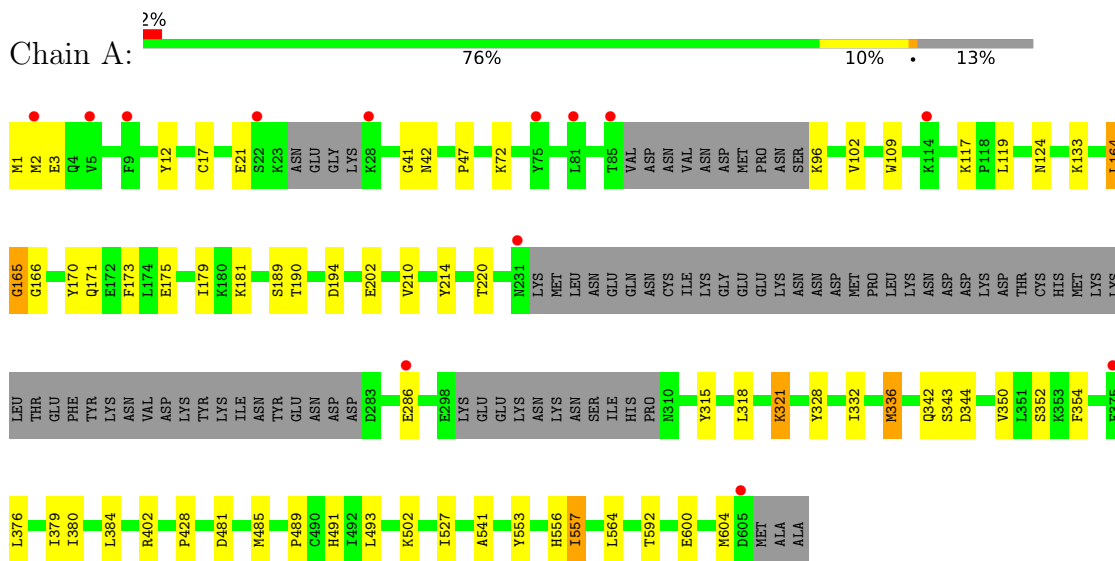 2%
Chain A:
76% 10% • 13%
M1 M2 E3 Q4 V5 F9 Y12 C17 E21 S22 K23 ASN GLU GLY LYS K28 G41 N42 P47 K72 Y75 L81 T85 VAL ASP ASN VAL ASN ASP MET PRO ASN SER K96 V102 W109 K114 K117 P118 L119 N124 K133 L164
G165 G166 Y170 Q171 E172 F173 L174 E175 I179 K180 K181 S189 T190 D194 E202 V210 Y214 T220 N231 LYS MET LEU ASN GLU GLN ASN CYS ILE LYS GLY GLU GLU LYS ASN ASN ASP MET PRO LEU LYS ASN ASP ASP LYS ASP THR CYS HIS MET LYS LYS
LEU THR GLU PHE TYR LYS ASN VAL ASP LYS TYR LYS ILE ASN TYR GLU ASN ASP ASP D283 E286 E298 LYS GLU GLU LYS ASN LYS ASN SER ILE HIS PRO N310 Y315 L318 K321 Y328 I332 M336 Q342 S343 D344 V350 L351 S352 K353 F354 F375
L376 I379 I380 L384 R402 P428 D481 M485 P489 C490 H491 I492 L493 K502 I527 A541 Y553 H556 I557 L564 T592 E600 M604 D605 MET ALA ALA